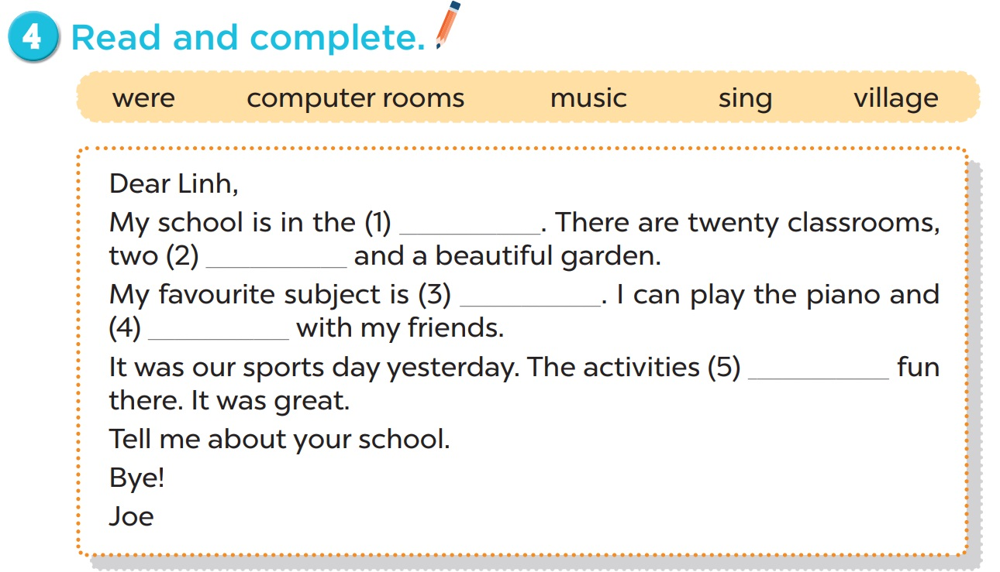 4 Read and complete.
were computer rooms music sing village
Dear Linh,
My school is in the (1) __________. There are twenty classrooms,
two (2) __________ and a beautiful garden.
My favourite subject is (3) __________. I can play the piano and
(4) __________ with my friends.
It was our sports day yesterday. The activities (5) __________ fun
there. It was great.
Tell me about your school.
Bye!
Joe